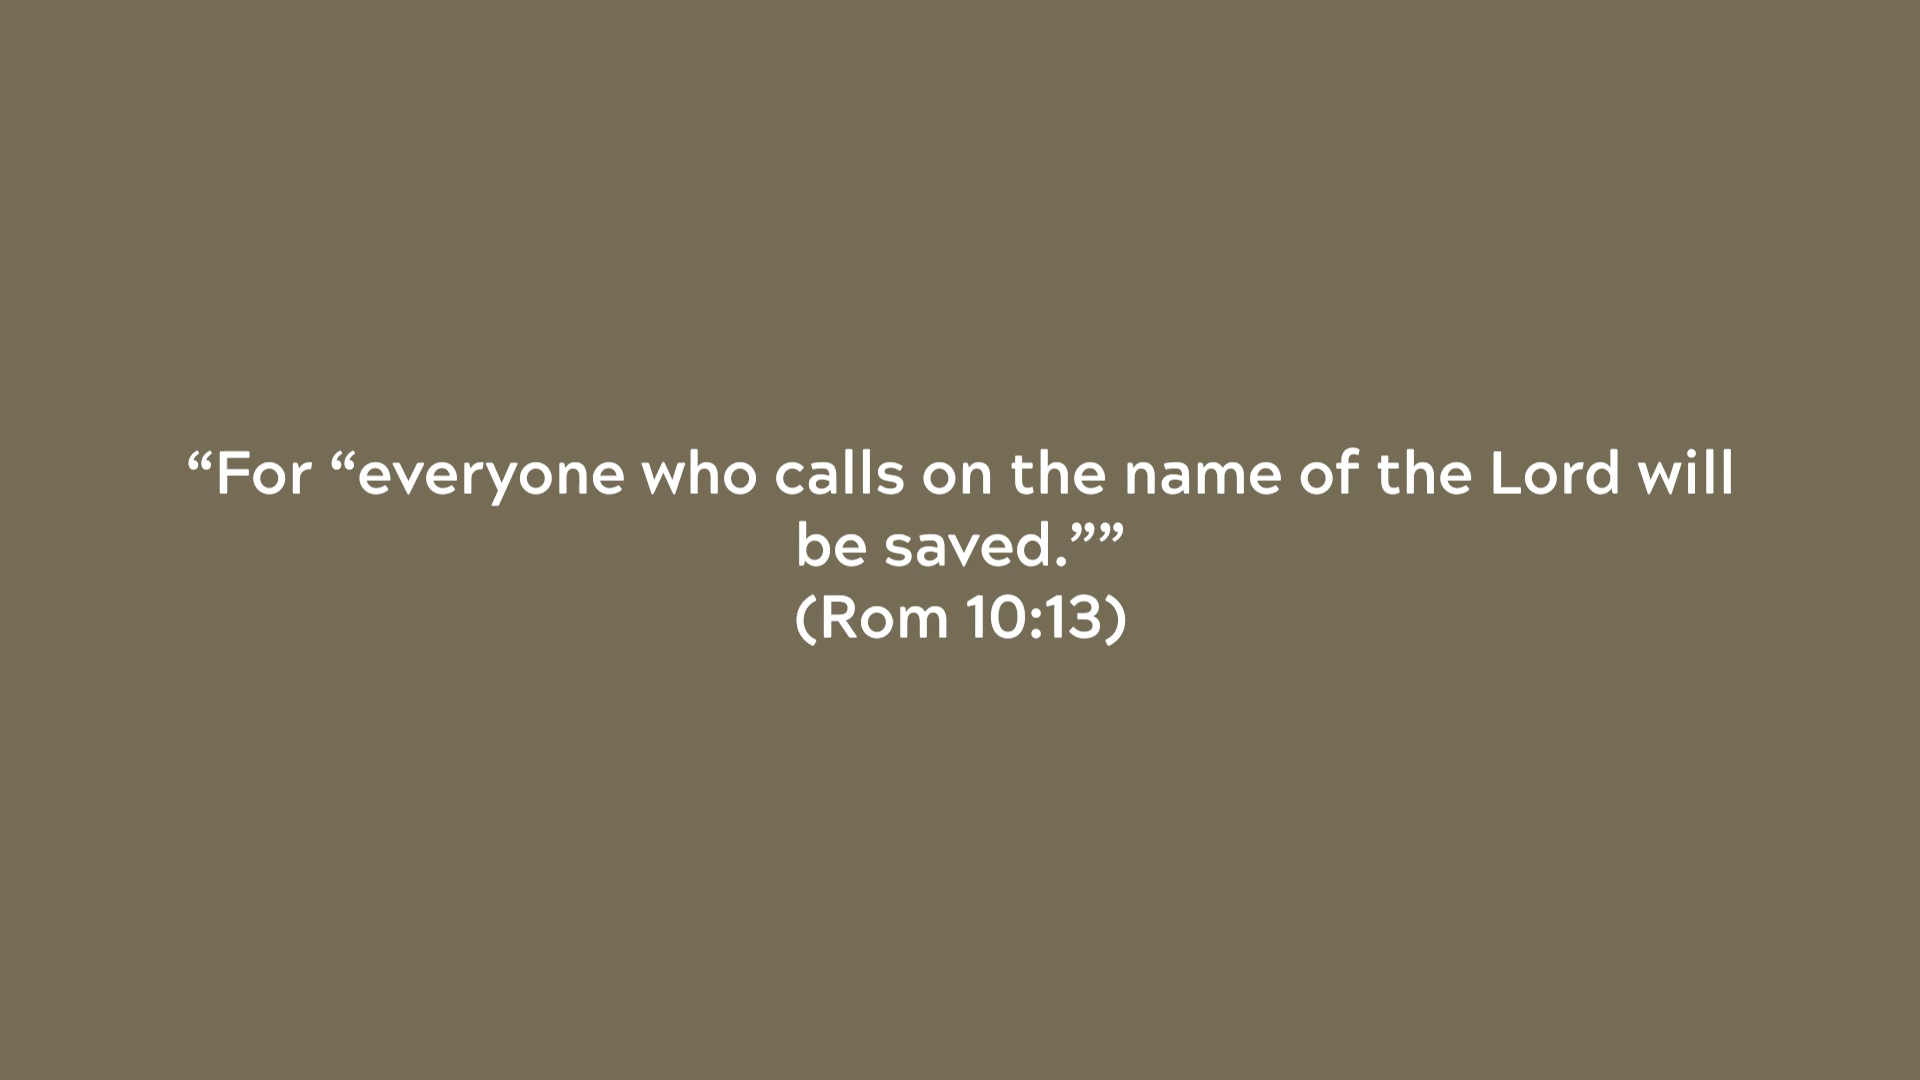 “For “everyone who calls on the name of the Lord will
be saved.””
(Rom 10:13)